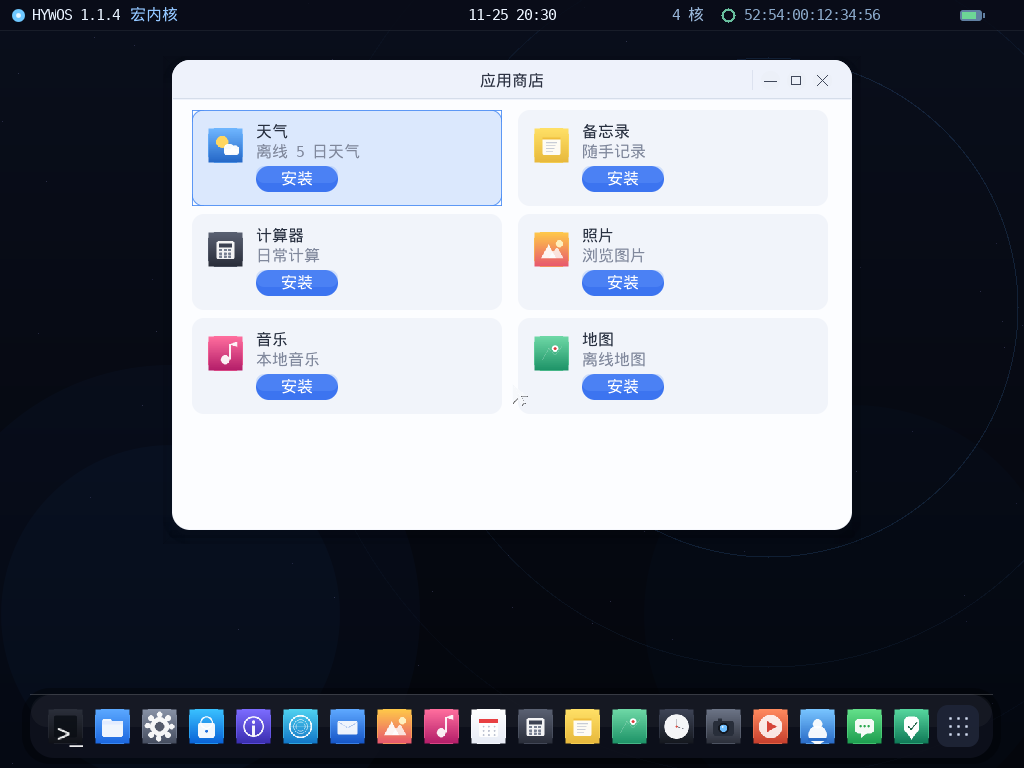 HYWOS 1.1.4 宏内核
11-25 20:30
4 核
52:54:00:12:34:56
应用商店
天气
离线 5 日天气
安装
备忘录
随手记录
安装
计算器
日常计算
安装
照片
浏览图片
安装
音乐
本地音乐
安装
地图
离线地图
安装
>_